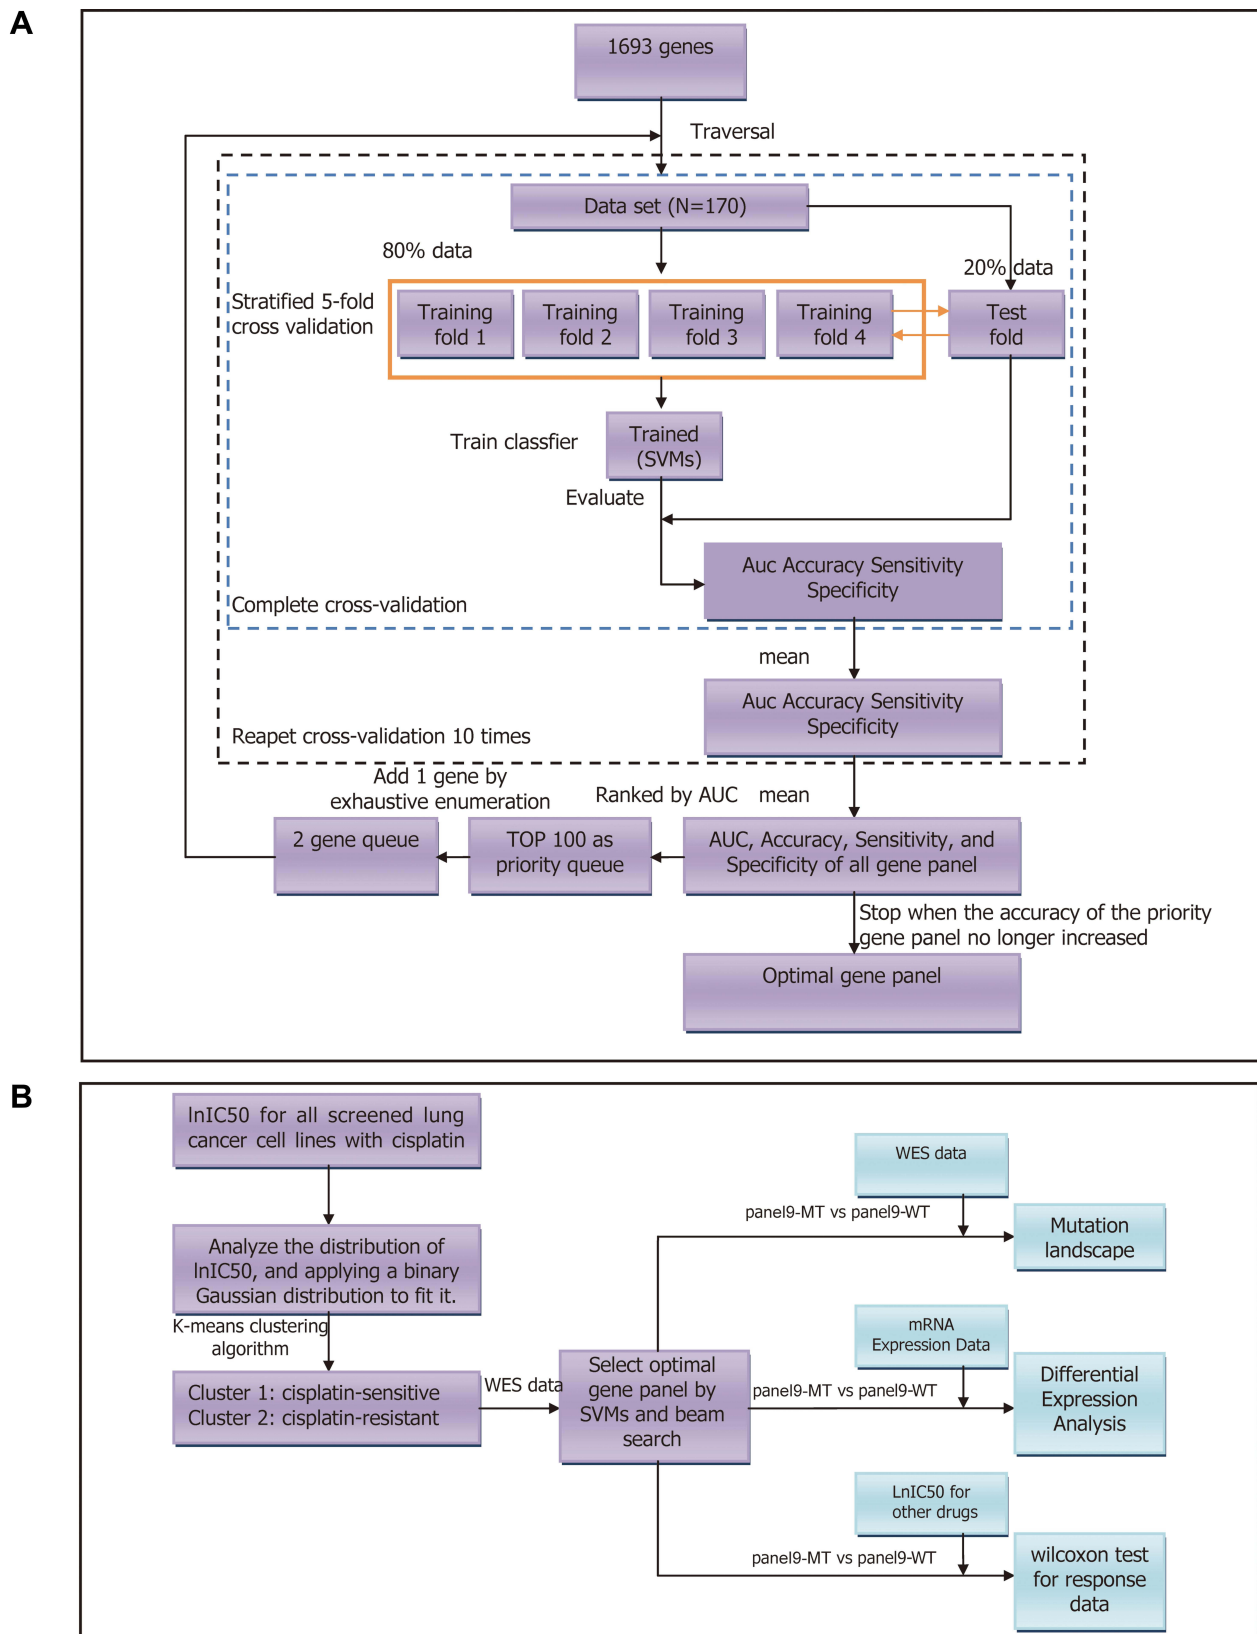 A
1693 genes
Traversal
Data set (N=170)
80% data
20% data
Stratified 5-fold
cross validation
Training
fold 1
Training
fold 2
Training
fold 3
Training
fold 4
Test
fold
Train classfier
Trained
(SVMs)
Evaluate
Auc Accuracy Sensitivity
Specificity
Complete cross-validation
mean
Auc Accuracy Sensitivity
Specificity
Reapet cross-validation 10 times
Add 1 gene by
exhaustive enumeration
Ranked by AUC
mean
2 gene queue
TOP 100 as
priority queue
AUC, Accuracy, Sensitivity, and
Specificity of all gene panel
Stop when the accuracy of the priority
gene panel no longer increased
Optimal gene panel
B
lnIC50 for all screened lung
cancer cell lines with cisplatin
Analyze the distribution of
lnIC50, and applying a binary
Gaussian distribution to fit it.
K-means clustering
algorithm
Cluster 1: cisplatin-sensitive
Cluster 2: cisplatin-resistant
WES data
Select optimal
gene panel by
SVMs and beam
search
WES data
panel9-MT vs panel9-WT
Mutation
landscape
mRNA
Expression Data
panel9-MT vs panel9-WT
Differential
Expression
Analysis
LnIC50 for
other drugs
panel9-MT vs panel9-WT
wilcoxon test
for response
data